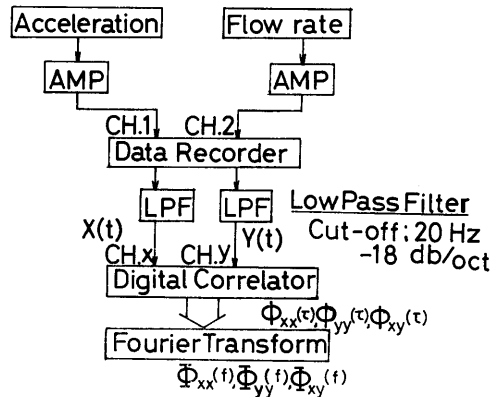 Acceleration Flow rate
AMP AMP
CH.1 CH.2
Data Recorder
LPF LPF
Low Pass Filter
X(t) Y(t)
Cut-off; 20 Hz
-18 db/oct
CH.x CH.y
Digital Correlator
Φxx(τ),Φyy(τ),Φxy(τ)
Fourier Transform
Φxx(f),Φyy(f),Φxy(f)